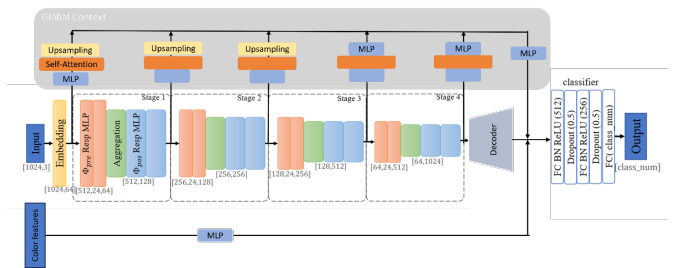 Global Context
Upsampling
Self-Attention
MLP
Upsampling
MLP
Upsampling
MLP
MLP
MLP
Stage 1
Stage 2
Stage 3
Stage 4
Input
[1024,3]
Embedding
[1024,64]
Φpre Resp MLP
[512,24,64]
Aggregation
Φpos Resp MLP
[512,128]
[256,24,128]
[256,256]
[128,24,256]
[128,512]
[64,24,512]
[64,1024]
Decoder
classifier
FC BN ReLU (512)
Dropout (0.5)
FC BN ReLU (256)
Dropout (0.5)
FC( class_num)
Output
[class_num]
Color features
MLP